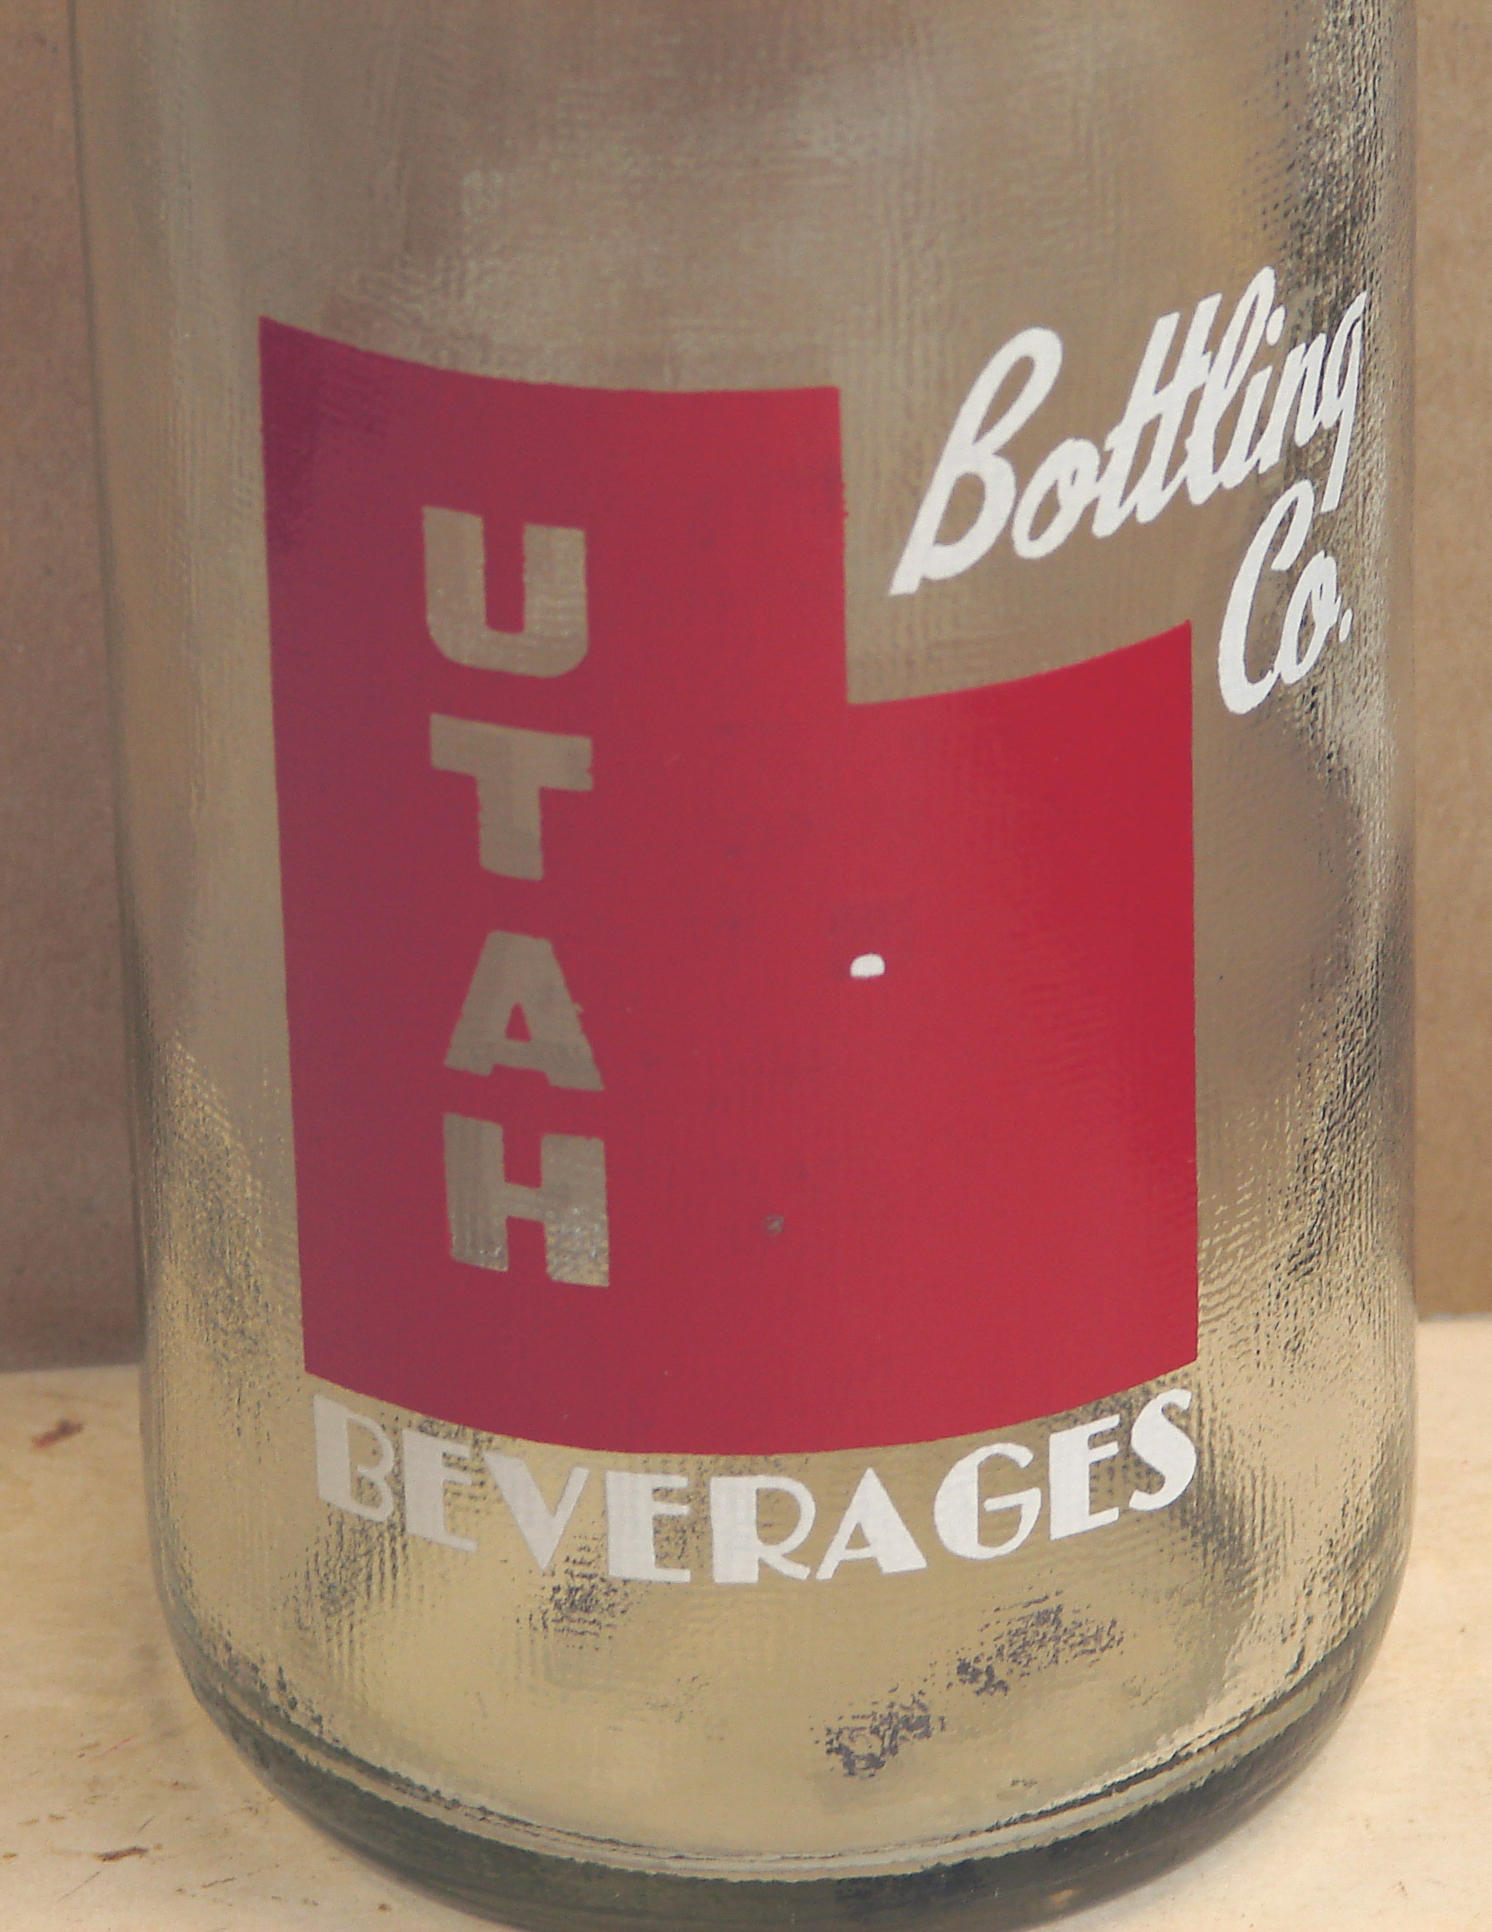 UTAH
Bottling
Co.
BEVERAGES